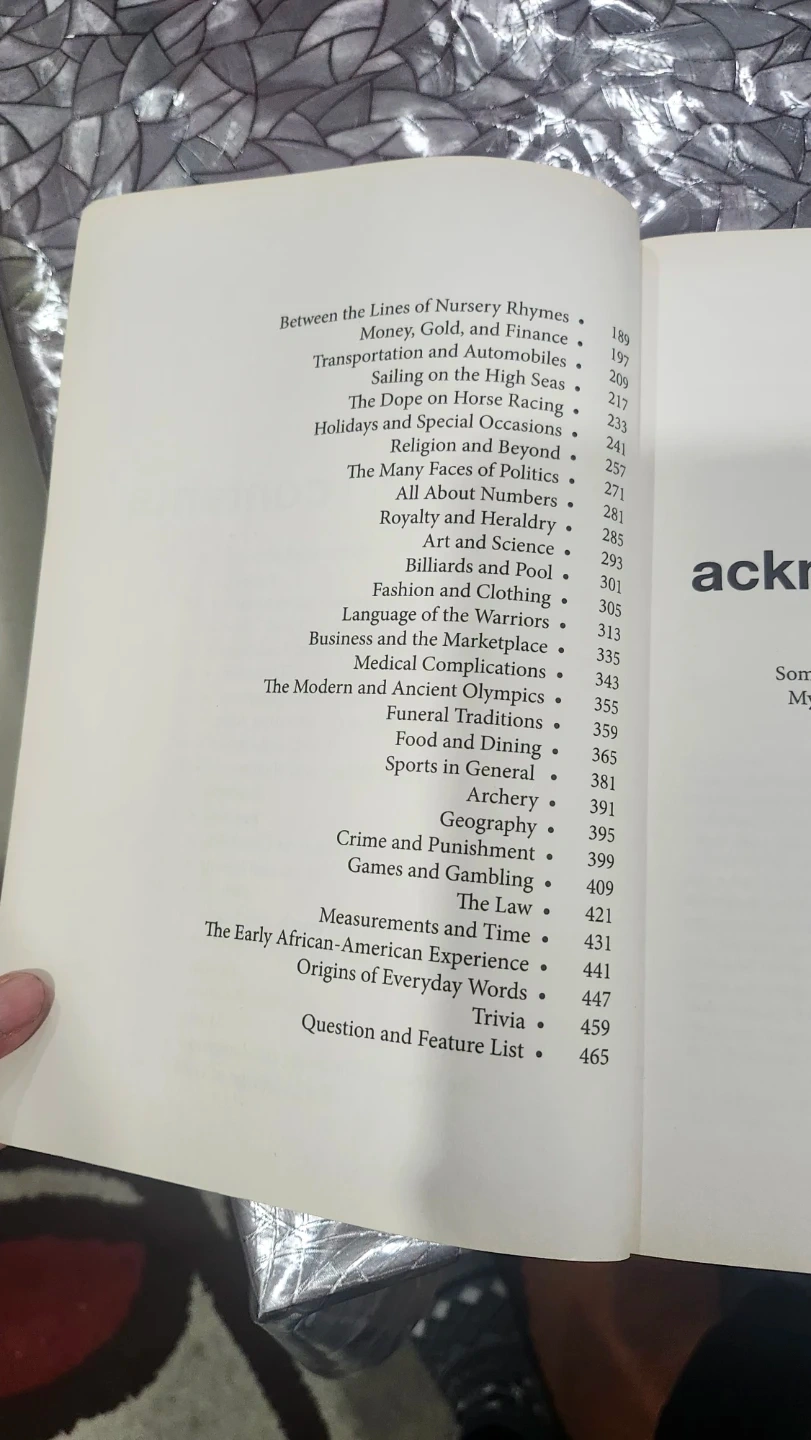 Between the Lines of Nursery Rhymes • 189
Money, Gold, and Finance • 197
Transportation and Automobiles • 209
Sailing on the High Seas • 217
The Dope on Horse Racing • 233
Holidays and Special Occasions • 241
Religion and Beyond • 257
The Many Faces of Politics • 271
All About Numbers • 281
Royalty and Heraldry • 285
Art and Science • 293
Billiards and Pool • 301
Fashion and Clothing • 305
Language of the Warriors • 313
Business and the Marketplace • 335
Medical Complications • 343
The Modern and Ancient Olympics • 355
Funeral Traditions • 359
Food and Dining • 365
Sports in General • 381
Archery • 391
Geography • 395
Crime and Punishment • 399
Games and Gambling • 409
The Law • 421
Measurements and Time • 431
The Early African-American Experience • 441
Origins of Everyday Words • 447
Trivia • 459
Question and Feature List • 465
ackn
Som
My